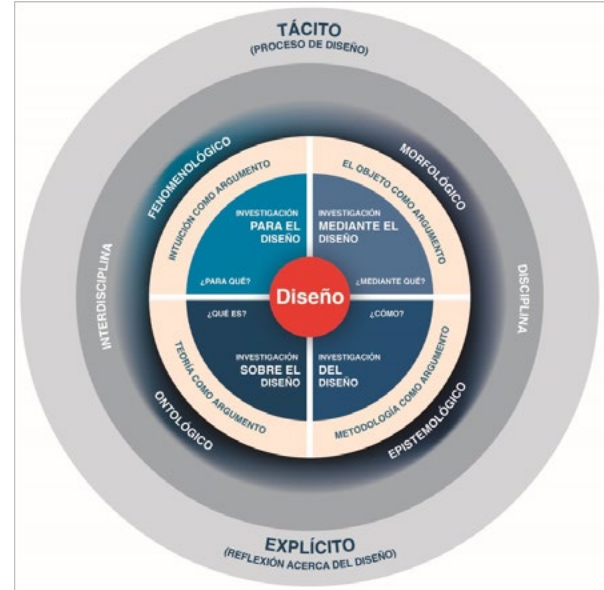 TÁCITO
(PROCESO DE DISEÑO)
FENOMENOLÓGICO
MORFOLÓGICO
INTUICIÓN COMO ARGUMENTO
EL OBJETO COMO ARGUMENTO
INVESTIGACIÓN
PARA EL
DISEÑO
INVESTIGACIÓN
MEDIANTE EL
DISEÑO
¿PARA QUÉ?
¿MEDIANTE QUÉ?
INTERDISCIPLINA
Diseño
DISCIPLINA
¿QUÉ ES?
¿CÓMO?
INVESTIGACIÓN
SOBRE EL
DISEÑO
INVESTIGACIÓN
DEL
DISEÑO
TEORÍA COMO ARGUMENTO
METODOLOGÍA COMO ARGUMENTO
ONTOLÓGICO
EPISTEMOLÓGICO
EXPLÍCITO
(REFLEXIÓN ACERCA DEL DISEÑO)